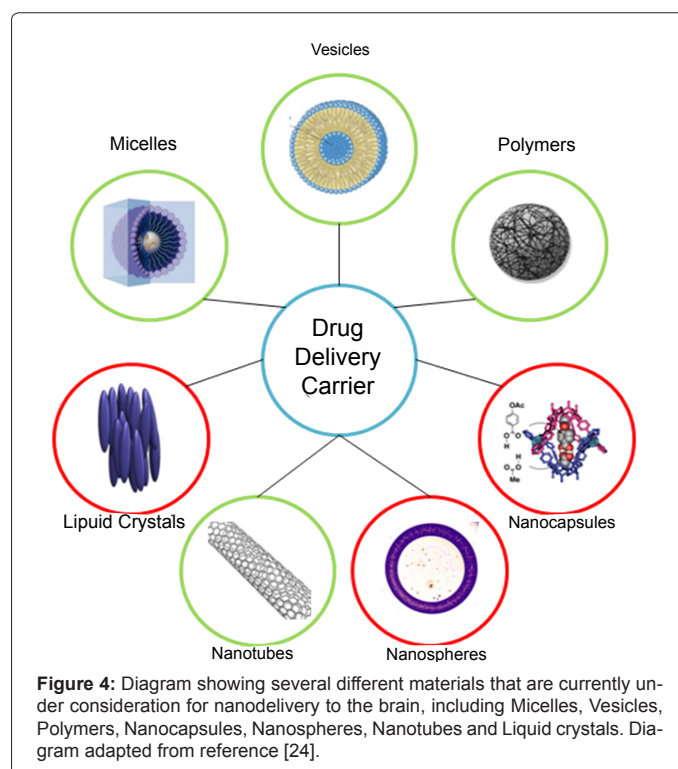 Vesicles
Micelles
Polymers
Drug
Delivery
Carrier
OAc
O
O
H
H
O
O
Me
Lipuid Crystals
Nanocapsules
Nanotubes
Nanospheres
Figure 4: Diagram showing several different materials that are currently un-
der consideration for nanodelivery to the brain, including Micelles, Vesicles,
Polymers, Nanocapsules, Nanospheres, Nanotubes and Liquid crystals. Dia-
gram adapted from reference [24].